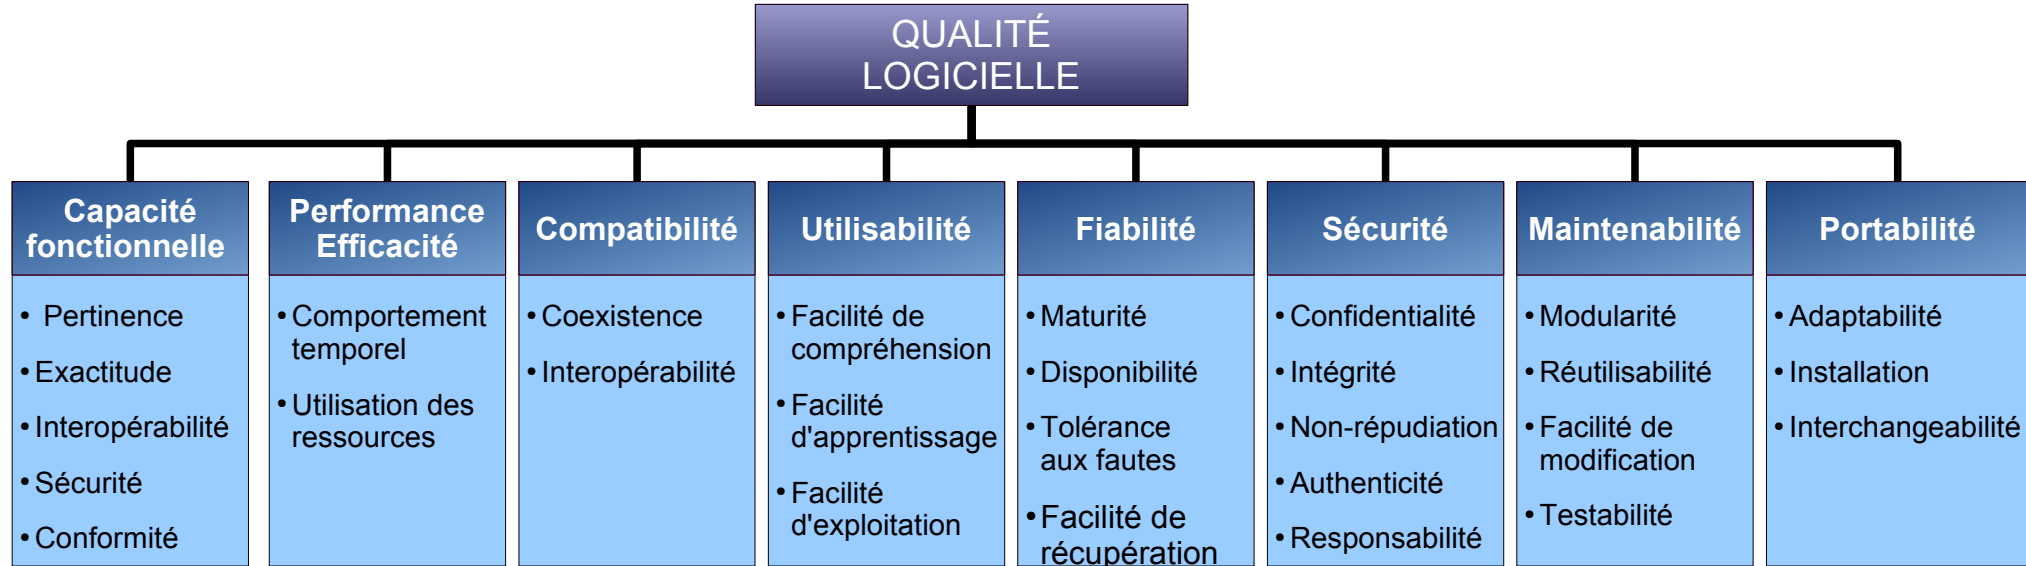 QUALITÉ
LOGICIELLE
Capacité
fonctionnelle
• Pertinence
• Exactitude
• Interopérabilité
• Sécurité
• Conformité
Performance
Efficacité
• Comportement
temporel
• Utilisation des
ressources
Compatibilité
• Coexistence
• Interopérabilité
Utilisabilité
• Facilité de
compréhension
• Facilité
d'apprentissage
• Facilité
d'exploitation
Fiabilité
• Maturité
• Disponibilité
• Tolérance
aux fautes
• Facilité de
récupération
Sécurité
• Confidentialité
• Intégrité
• Non-répudiation
• Authenticité
• Responsabilité
Maintenabilité
• Modularité
• Réutilisabilité
• Facilité de
modification
• Testabilité
Portabilité
• Adaptabilité
• Installation
• Interchangeabilité